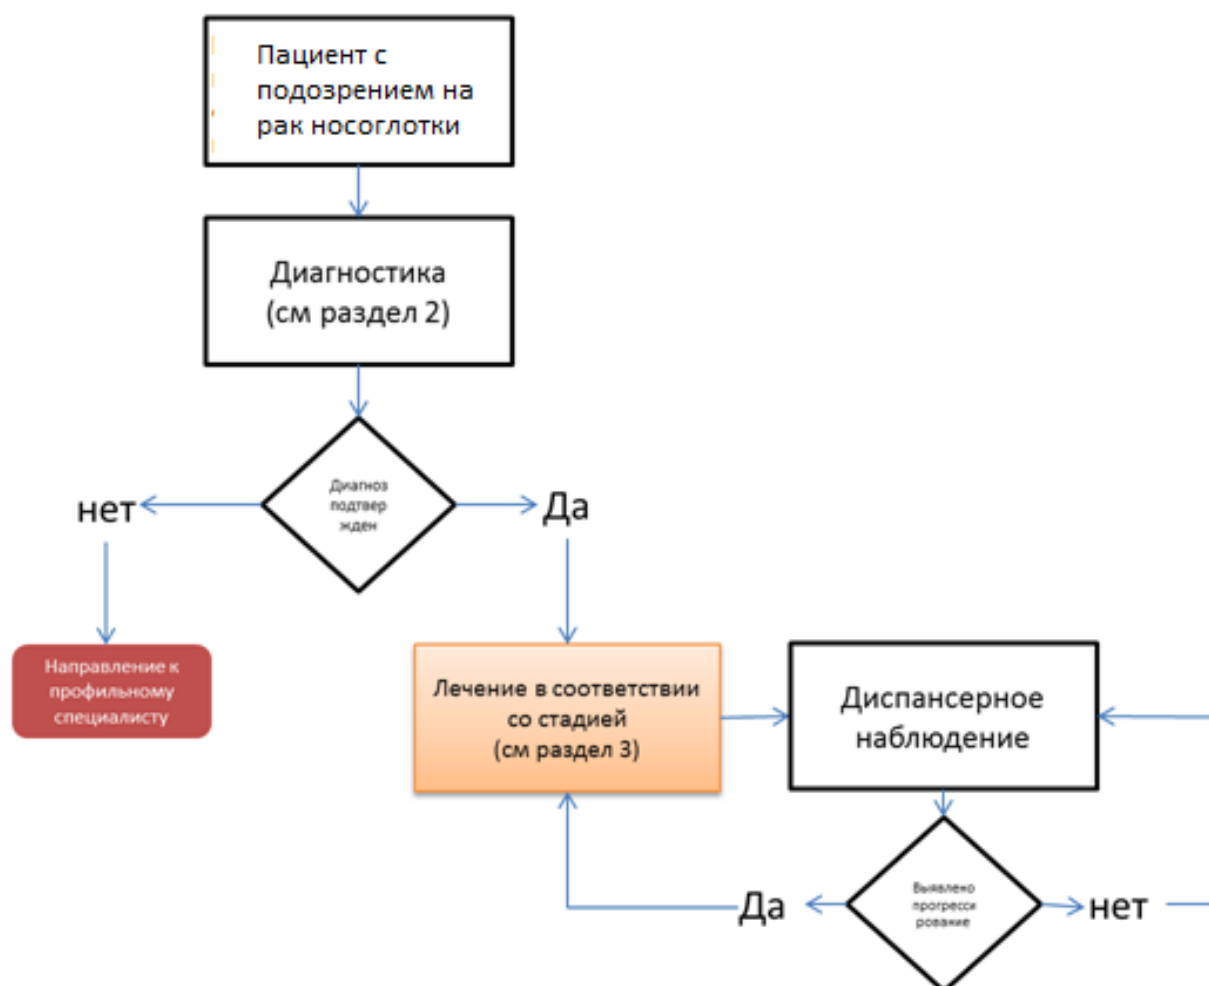 Пациент с
подозрением на
рак носоглотки
Диагностика
(см раздел 2)
Диагноз
подтвер
жден
нет
Да
Направление к
профильному
специалисту
Лечение в соответствии
со стадией
(см раздел 3)
Диспансерное
наблюдение
Выявлено
прогресси
рование
Да
нет